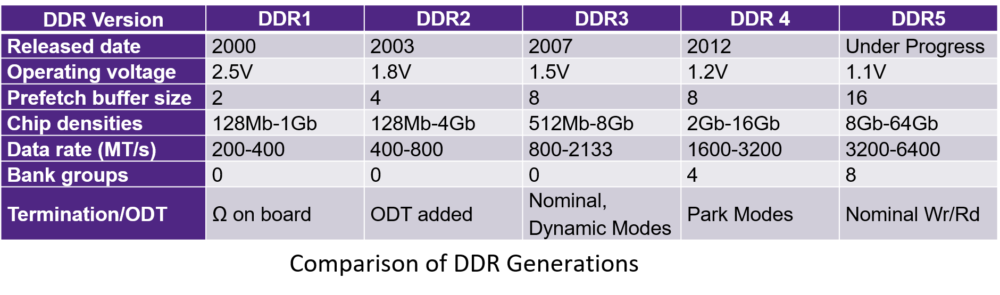 DDR Version DDR1 DDR2 DDR3 DDR 4 DDR5
Released date 2000 2003 2007 2012 Under Progress
Operating voltage 2.5V 1.8V 1.5V 1.2V 1.1V
Prefetch buffer size 2 4 8 8 16
Chip densities 128Mb-1Gb 128Mb-4Gb 512Mb-8Gb 2Gb-16Gb 8Gb-64Gb
Data rate (MT/s) 200-400 400-800 800-2133 1600-3200 3200-6400
Bank groups 0 0 0 4 8
Termination/ODT Ω on board ODT added Nominal,
Dynamic Modes Park Modes Nominal Wr/Rd
Comparison of DDR Generations